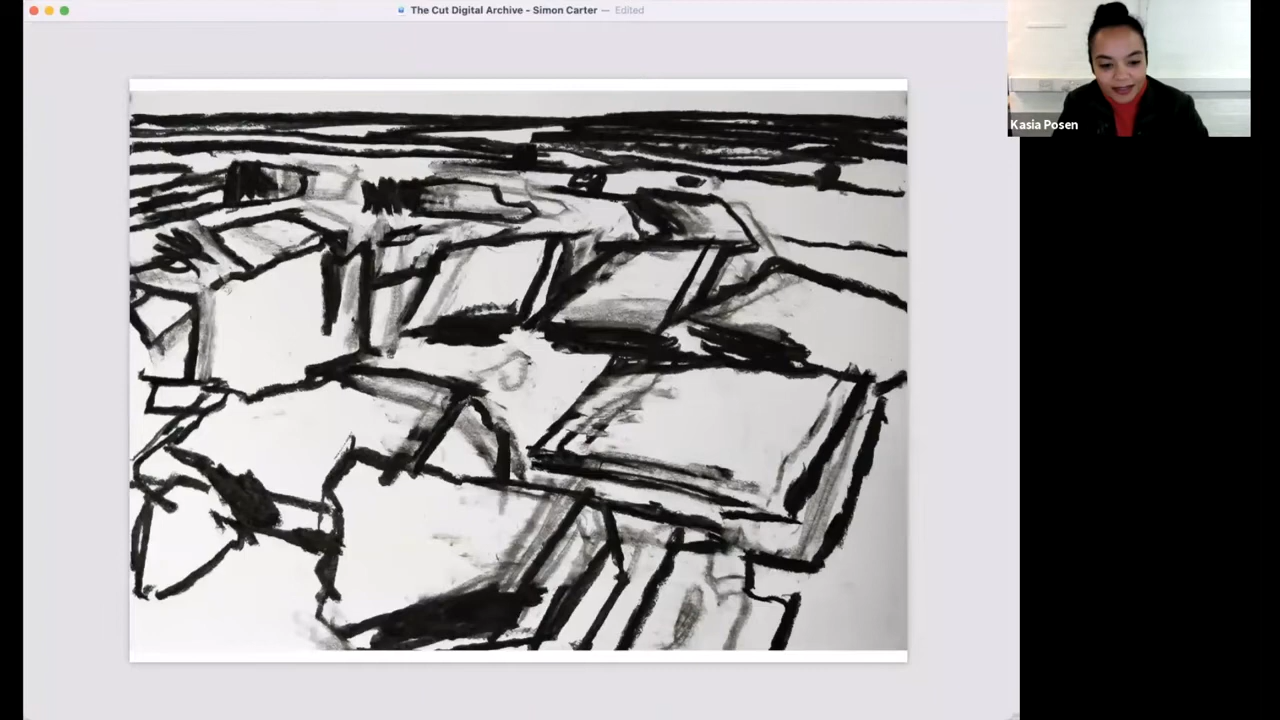 The Cut Digital Archive - Simon Carter — Edited
Kasia Posen